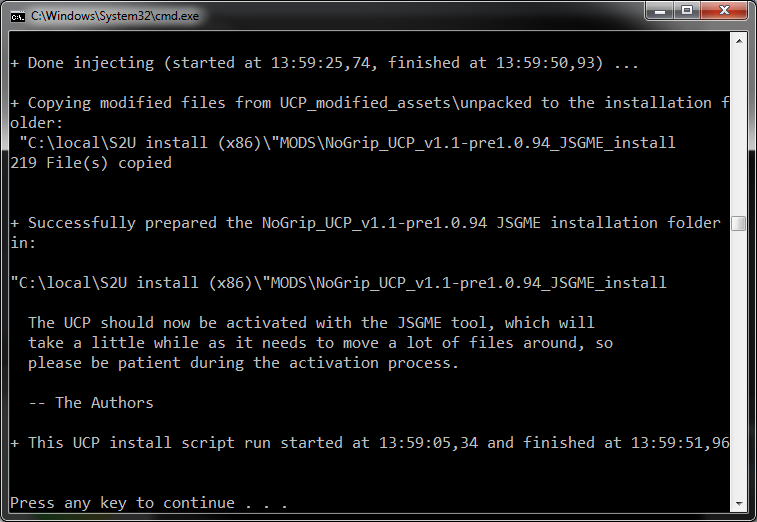 C:\Windows\System32\cmd.exe
+ Done injecting (started at 13:59:25,74, finished at 13:59:50,93) ...
+ Copying modified files from UCP_modified_assets\unpacked to the installation f
older:
"C:\local\S2U install (x86)\"MODS\NoGrip_UCP_v1.1-pre1.0.94_JSGME_install
219 File(s) copied
+ Successfully prepared the NoGrip_UCP_v1.1-pre1.0.94 JSGME installation folder
in:
"C:\local\S2U install (x86)\"MODS\NoGrip_UCP_v1.1-pre1.0.94_JSGME_install
The UCP should now be activated with the JSGME tool, which will
take a little while as it needs to move a lot of files around, so
please be patient during the activation process.
-- The Authors
+ This UCP install script run started at 13:59:05,34 and finished at 13:59:51,96
Press any key to continue . . .